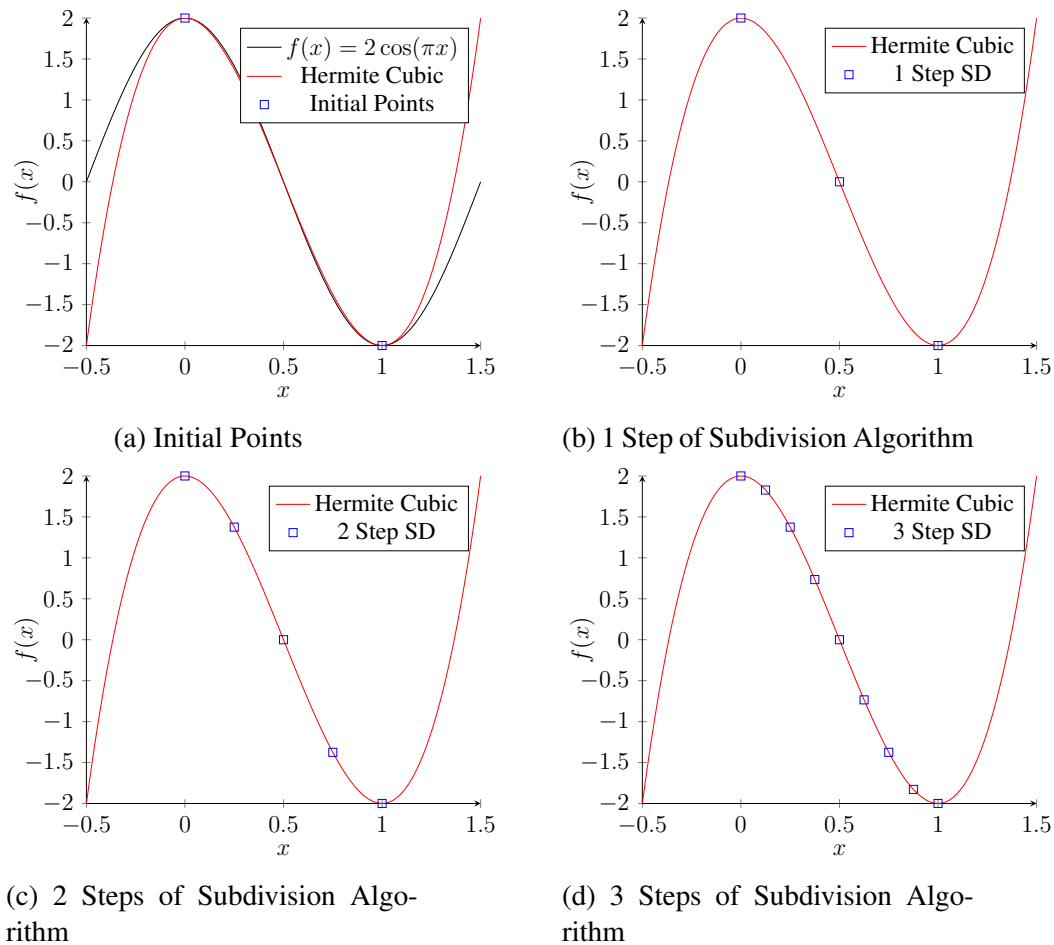 2
1.5
1
0.5
0
−0.5
−1
−1.5
−2
f(x)
f(x) = 2 cos(πx)
Hermite Cubic
Initial Points
−0.5
0
0.5
1
1.5
x
(a) Initial Points
2
1.5
1
0.5
0
−0.5
−1
−1.5
−2
f(x)
Hermite Cubic
1 Step SD
−0.5
0
0.5
1
1.5
x
(b) 1 Step of Subdivision Algorithm
2
1.5
1
0.5
0
−0.5
−1
−1.5
−2
f(x)
Hermite Cubic
2 Step SD
−0.5
0
0.5
1
1.5
x
(c) 2 Steps of Subdivision Algo-
rithm
2
1.5
1
0.5
0
−0.5
−1
−1.5
−2
f(x)
Hermite Cubic
3 Step SD
−0.5
0
0.5
1
1.5
x
(d) 3 Steps of Subdivision Algo-
rithm